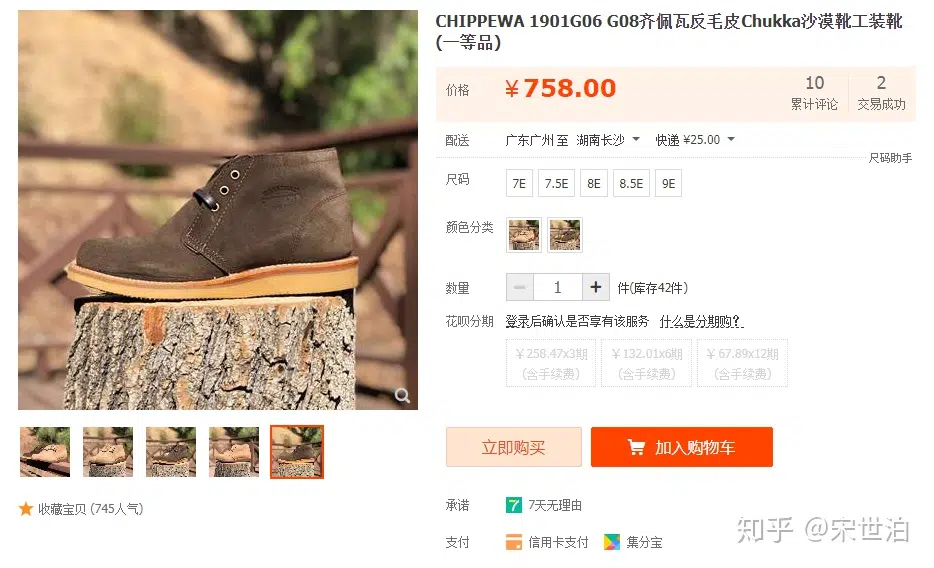 CHIPPEWA 1901G06 G08齐佩瓦反毛皮Chukka沙漠靴工装靴
(一等品)
价格 ¥758.00 10 累计评论 2 交易成功
配送 广东广州 至 湖南长沙 快递 ¥25.00
尺码助手
尺码 7E 7.5E 8E 8.5E 9E
颜色分类
数量 1 件(库存42件)
花呗分期 登录后确认是否享有该服务 什么是分期购?
¥258.47x3期 ¥132.01x6期 ¥67.89x12期
(含手续费) (含手续费) (含手续费)
立即购买 加入购物车
收藏宝贝 (745人气)
承诺 7 7天无理由
支付 信用卡支付 集分宝
知乎 @宋世泊